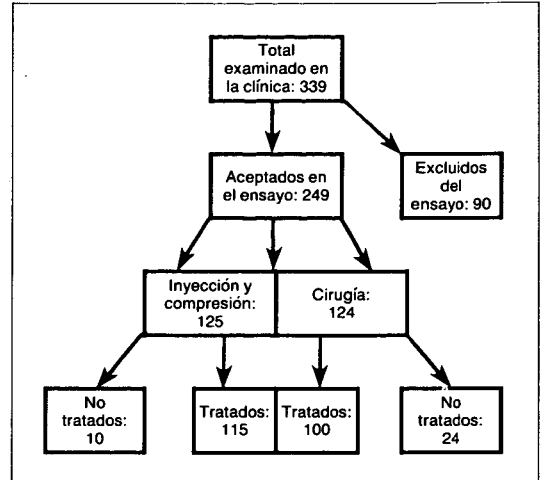 Total
examinado en
la clínica: 339
Aceptados en
el ensayo: 249
Excluidos
del
ensayo: 90
Inyección y
compresión:
125
Cirugía:
124
No
tratados:
10
Tratados:
115
Tratados:
100
No
tratados:
24